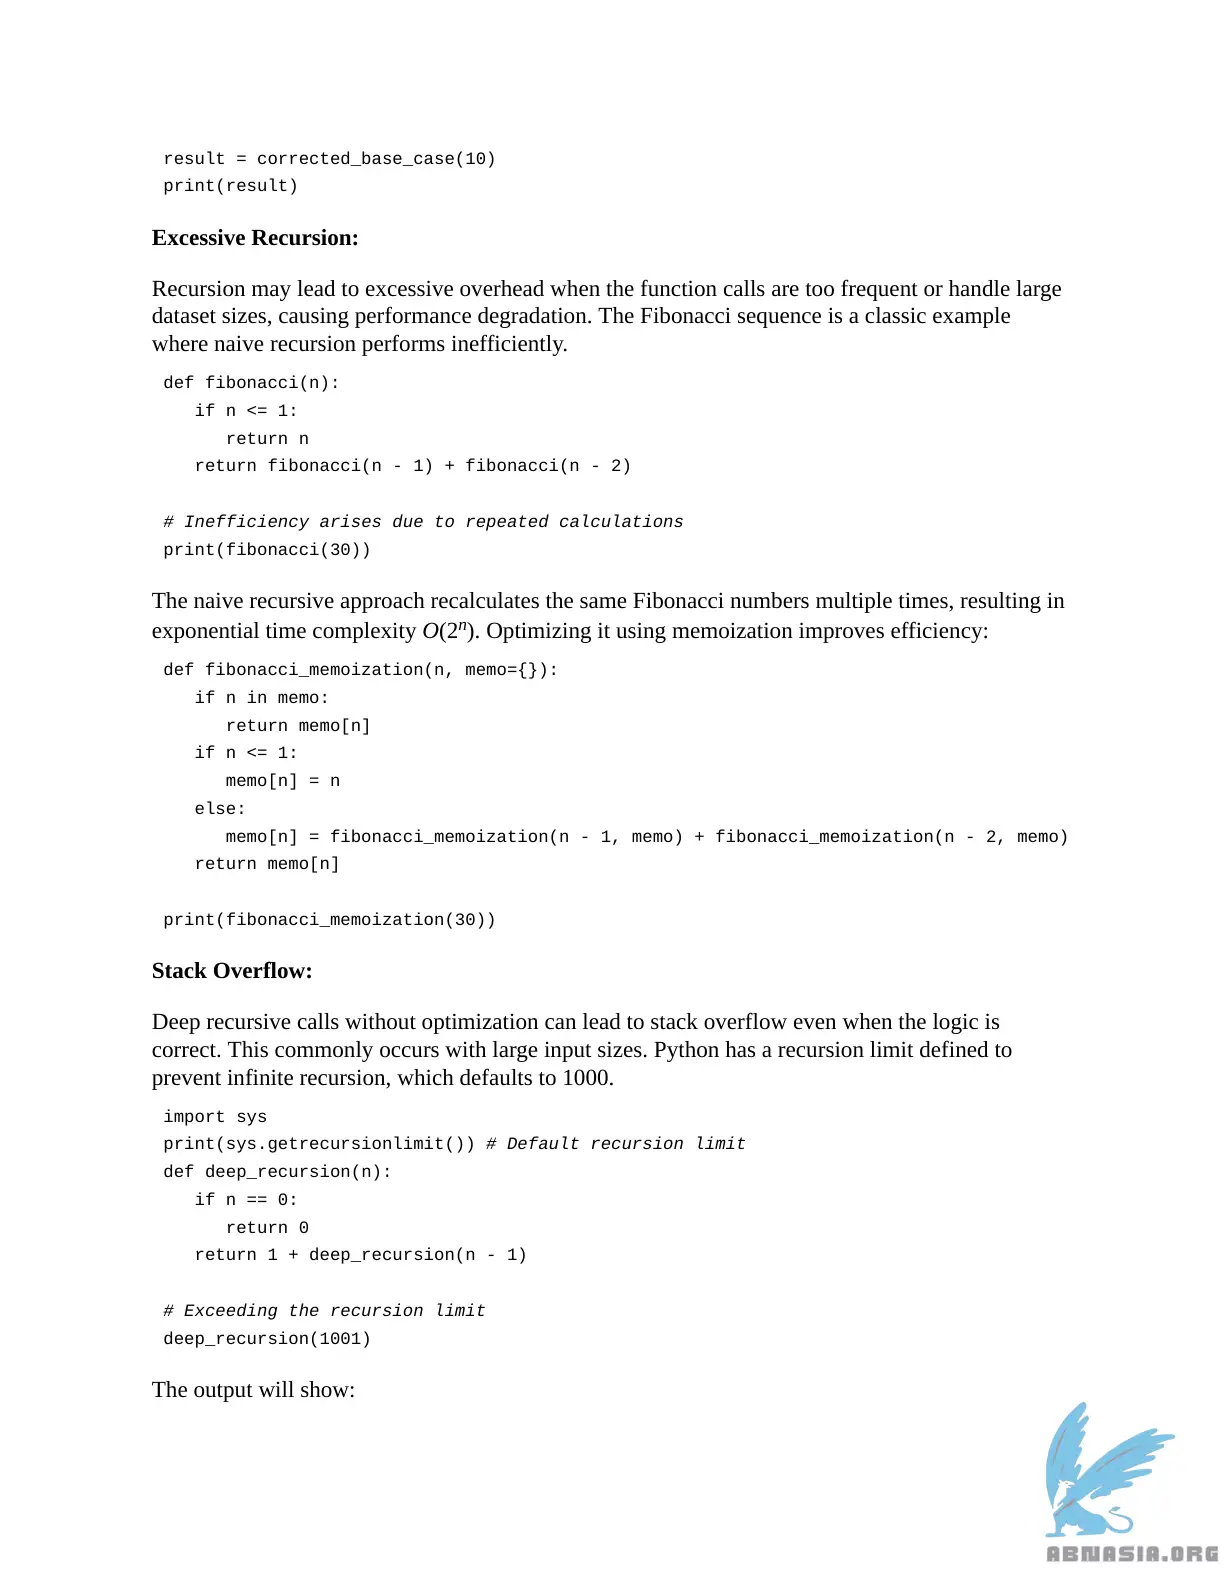 result = corrected_base_case(10)
print(result)
Excessive Recursion:
Recursion may lead to excessive overhead when the function calls are too frequent or handle large
dataset sizes, causing performance degradation. The Fibonacci sequence is a classic example
where naive recursion performs inefficiently.
def fibonacci(n):
   if n <= 1:
      return n
   return fibonacci(n - 1) + fibonacci(n - 2)
# Inefficiency arises due to repeated calculations
print(fibonacci(30))
The naive recursive approach recalculates the same Fibonacci numbers multiple times, resulting in
exponential time complexity O(2ⁿ). Optimizing it using memoization improves efficiency:
def fibonacci_memoization(n, memo={}):
   if n in memo:
      return memo[n]
   if n <= 1:
      memo[n] = n
   else:
      memo[n] = fibonacci_memoization(n - 1, memo) + fibonacci_memoization(n - 2, memo)
   return memo[n]
print(fibonacci_memoization(30))
Stack Overflow:
Deep recursive calls without optimization can lead to stack overflow even when the logic is
correct. This commonly occurs with large input sizes. Python has a recursion limit defined to
prevent infinite recursion, which defaults to 1000.
import sys
print(sys.getrecursionlimit()) # Default recursion limit
def deep_recursion(n):
   if n == 0:
      return 0
   return 1 + deep_recursion(n - 1)
# Exceeding the recursion limit
deep_recursion(1001)
The output will show:
ABNASIA.ORG